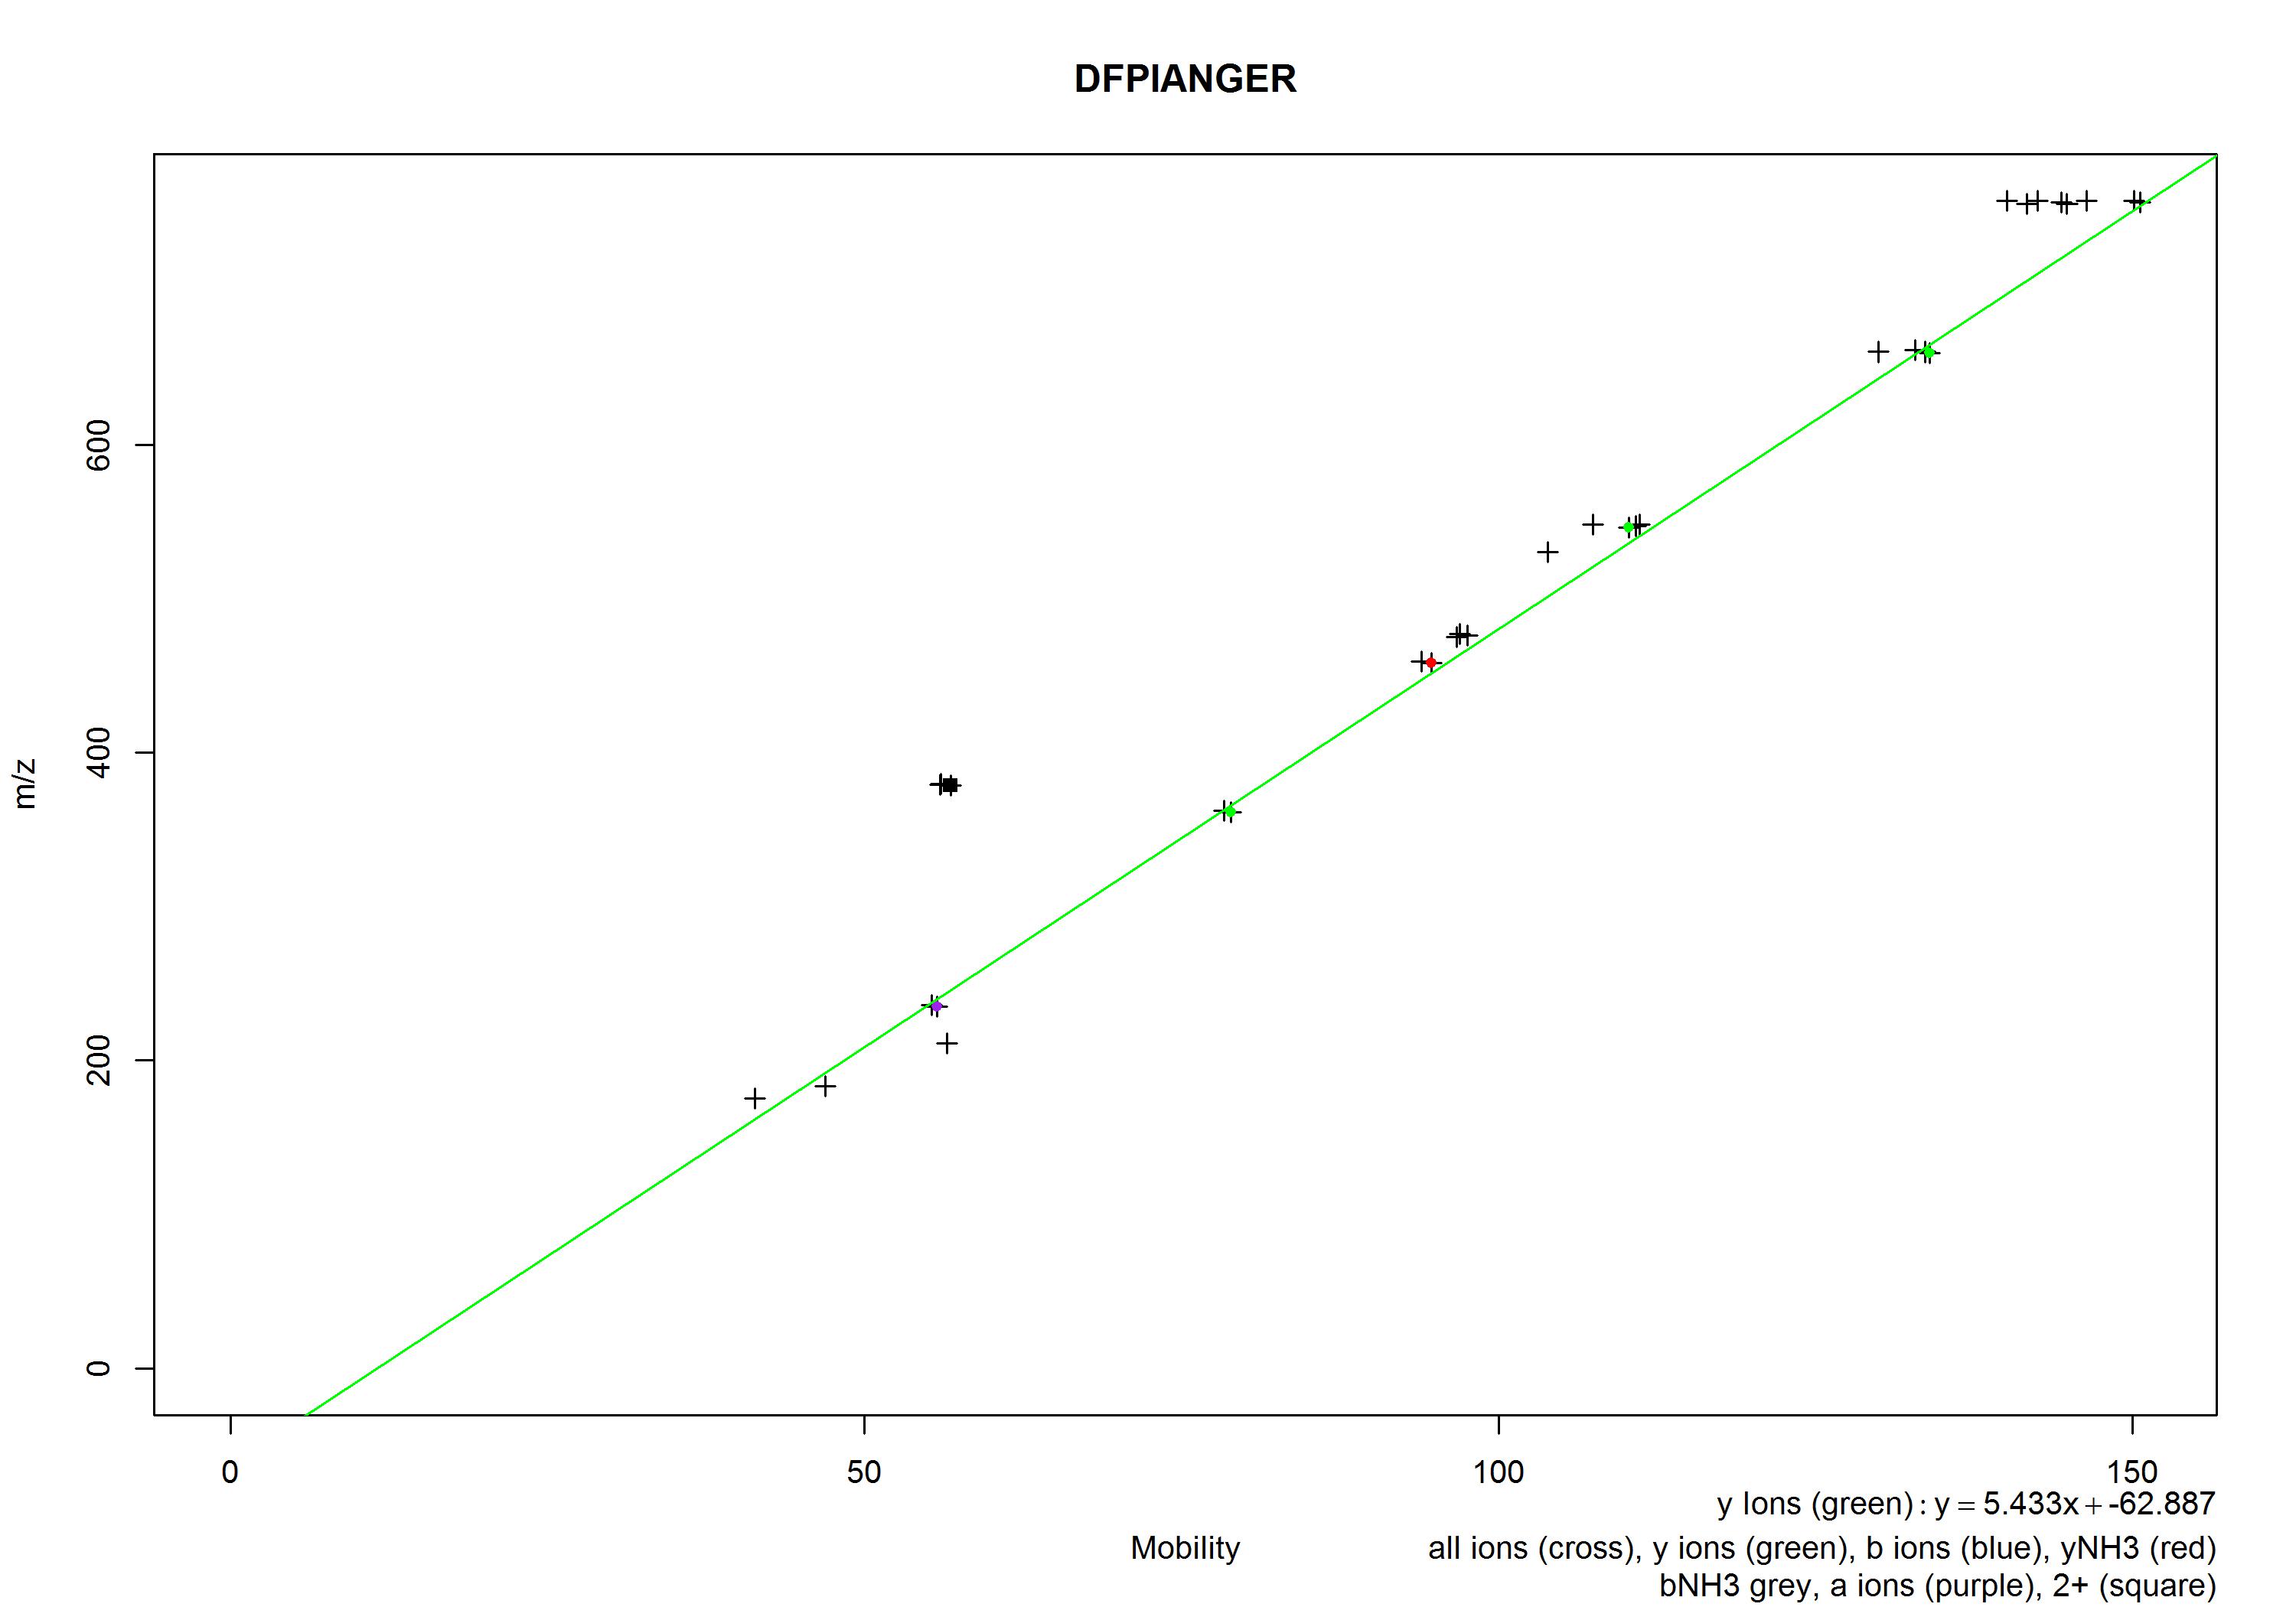 DFPIANGER
600
400
200
0
m/z
0 50 100 150
y Ions (green) : y = 5.433x + -62.887
Mobility
all ions (cross), y ions (green), b ions (blue), yNH3 (red)
bNH3 grey, a ions (purple), 2+ (square)